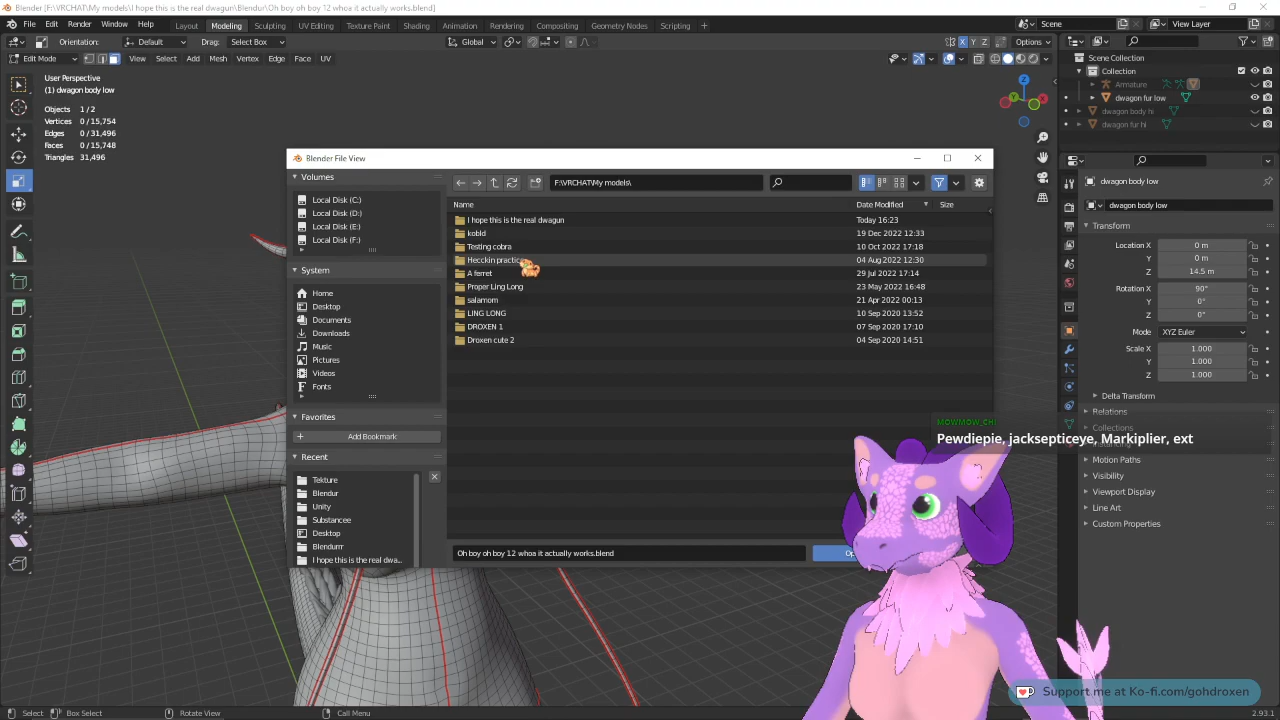 Blender [F:\VRCHAT\My models\I hope this is the real dwagun\Blendur\Oh boy oh boy 12 whoa it actually works.blend]
File Edit Render Window Help Layout Modeling Sculpting UV Editing Texture Paint Shading Animation Rendering Compositing Geometry Nodes Scripting + Scene View Layer
Orientation: Default Drag: Select Box Global X Y Z Options
Edit Mode View Select Add Mesh Vertex Edge Face UV
User Perspective
(1) dwagon body low
Objects 1/2
Vertices 0/15,754
Edges 0/31,496
Faces 0/15,748
Triangles 31,496
Scene Collection
Collection
Armature
dwagon fur low
dwagon body hi
dwagon fur hi
Z
Y X
Blender File View
Volumes
Local Disk (C:)
Local Disk (D:)
Local Disk (E:)
Local Disk (F:)
System
Home
Desktop
Documents
Downloads
Music
Pictures
Videos
Fonts
Favorites
Add Bookmark
Recent
Tekture
Blendur
Unity
Substancee
Desktop
Blendurrr
I hope this is the real dwa...
F:\VRCHAT\My models\
Name Date Modified Size
I hope this is the real dwagun Today 16:23
kobld 19 Dec 2022 12:33
Testing cobra 10 Oct 2022 17:18
Hecckin practic 04 Aug 2022 12:30
A ferret 29 Jul 2022 17:14
Proper Ling Long 23 May 2022 16:48
salamom 21 Apr 2022 00:13
LING LONG 10 Sep 2020 13:52
DROXEN 1 07 Sep 2020 17:10
Droxen cute 2 04 Sep 2020 14:51
Oh boy oh boy 12 whoa it actually works.blend
dwagon body low
dwagon body low
Transform
Location X 0 m
Y 0 m
Z 14.5 m
Rotation X 90°
Y 0°
Z 0°
Mode XYZ Euler
Scale X 1.000
Y 1.000
Z 1.000
Delta Transform
Relations
Collections
Motion Paths
Visibility
Viewport Display
Line Art
Custom Properties
MOWMOW_CHI
Pewdiepie, jacksepticeye, Markiplier, ext
Support me at Ko-fi.com/gohdroxen
Select Box Select Rotate View Call Menu 2.93.1